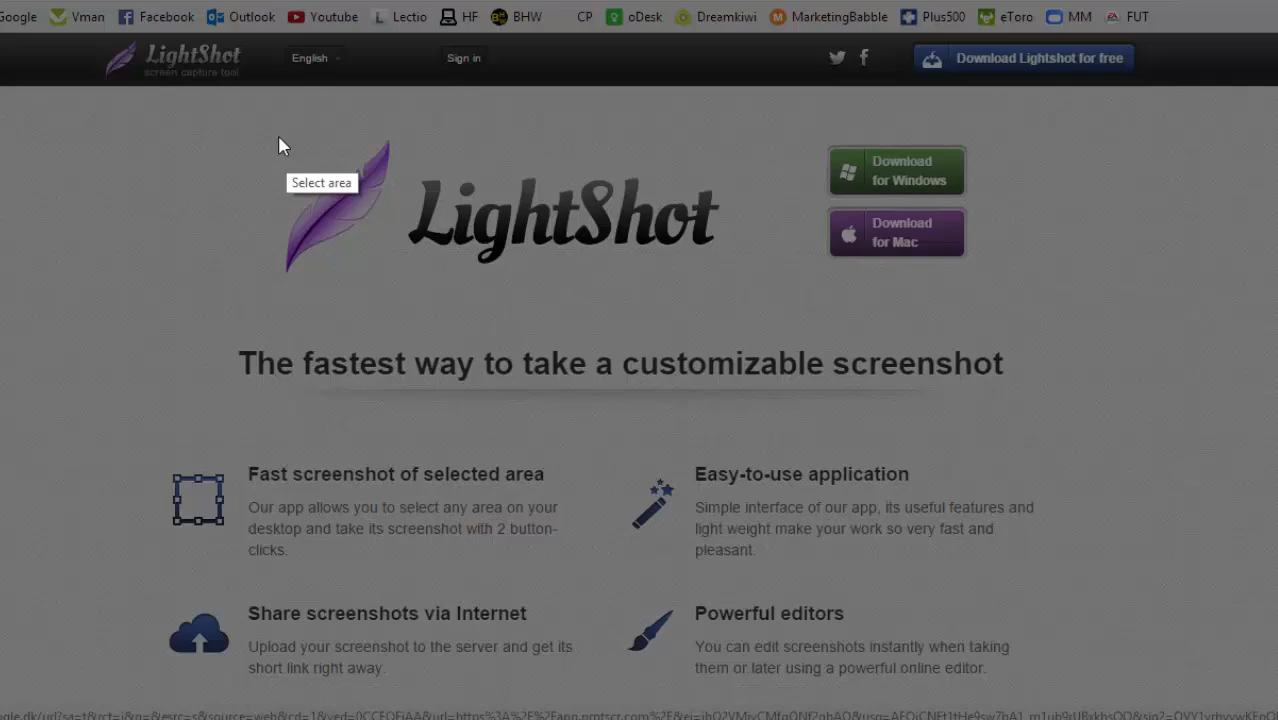 Google Vman Facebook Outlook Youtube Lectio HF BHW CP oDesk Dreamkiwi MarketingBabble Plus500 eToro MM FUT
LightShot
screen capture tool
English
Sign in
Download Lightshot for free
Select area
LightShot
Download
for Windows
Download
for Mac
The fastest way to take a customizable screenshot
Fast screenshot of selected area
Our app allows you to select any area on your
desktop and take its screenshot with 2 button-
clicks.
Easy-to-use application
Simple interface of our app, its useful features and
light weight make your work so very fast and
pleasant.
Share screenshots via Internet
Upload your screenshot to the server and get its
short link right away.
Powerful editors
You can edit screenshots instantly when taking
them or later using a powerful online editor.